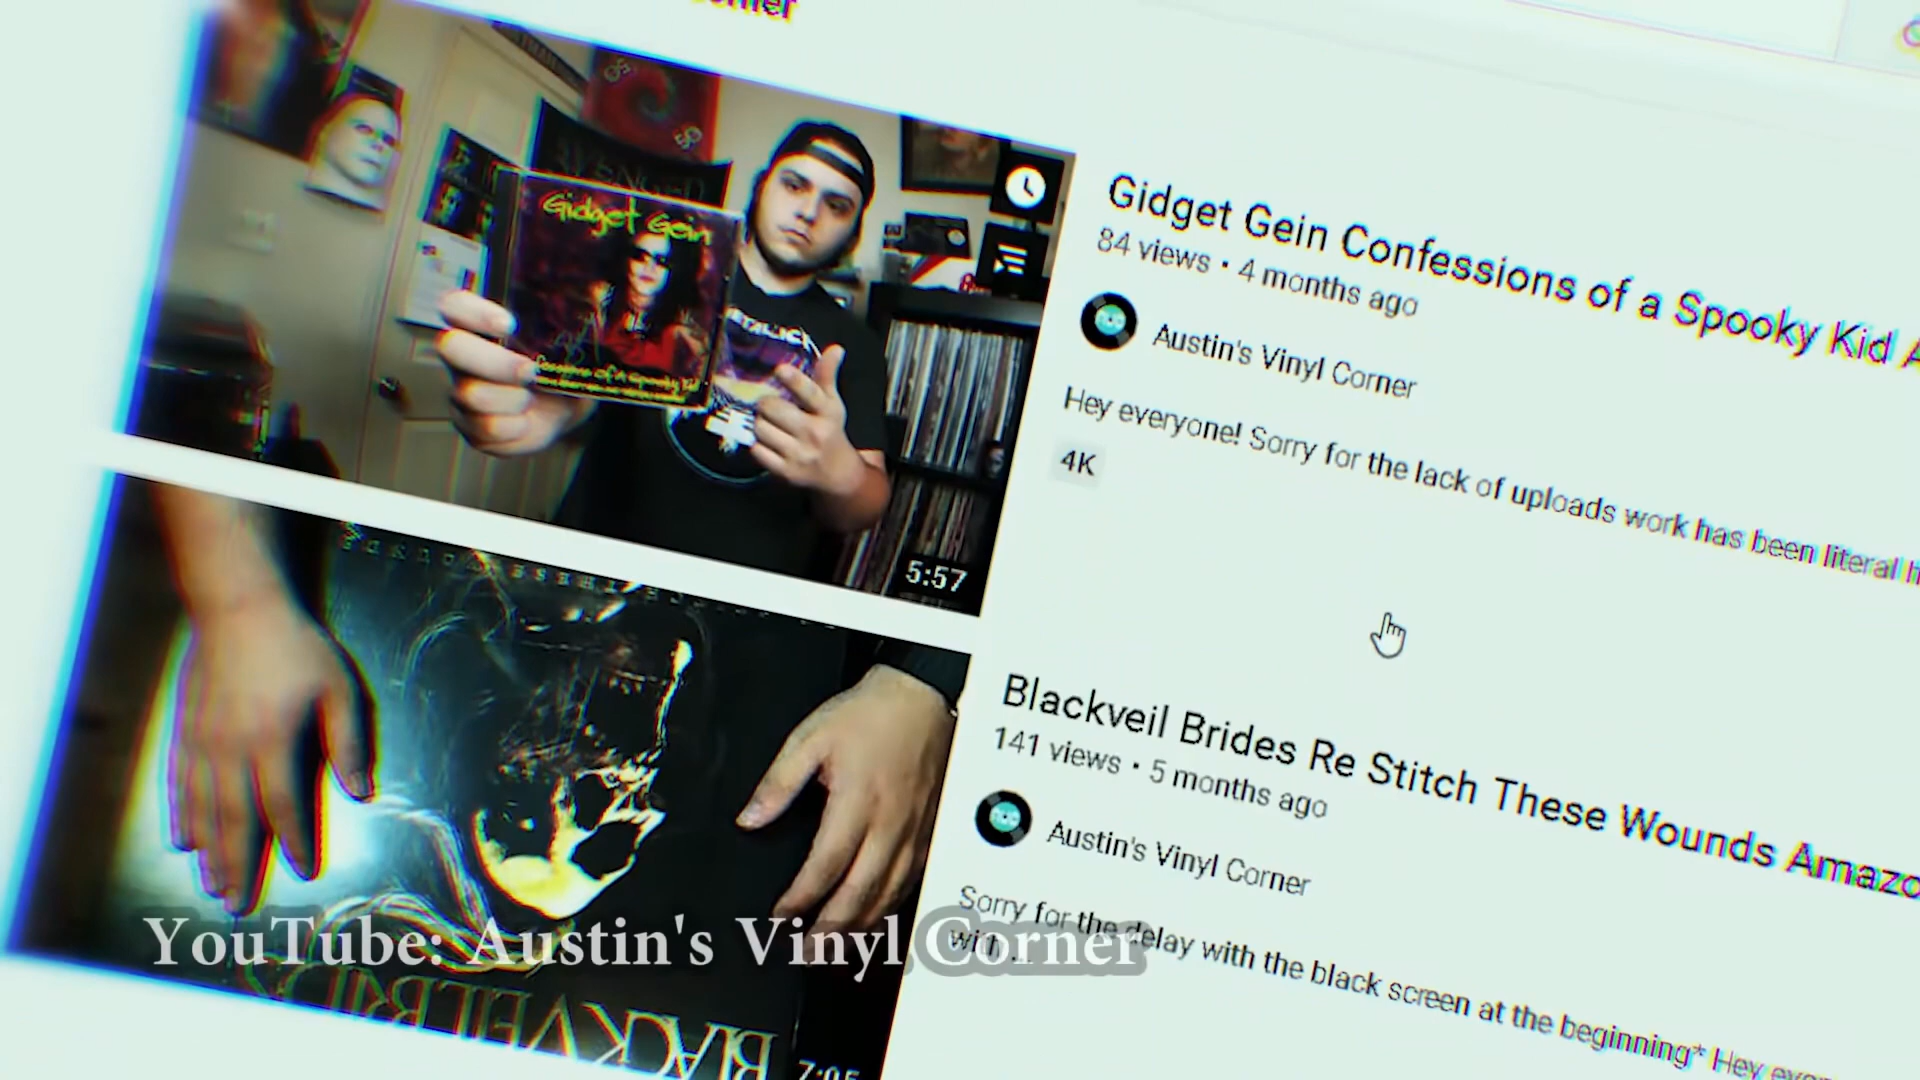 Gidget Gein
Gidget Gein Confessions of a Spooky Kid
84 views • 4 months ago
Austin's Vinyl Corner
Hey everyone! Sorry for the lack of uploads work has been literal
4K
5:57
Blackveil Brides Re Stitch These Wounds
141 views • 5 months ago
Austin's Vinyl Corner
Sorry for the delay with the black screen at the beginning* Hey
with ...
YouTube: Austin's Vinyl Corner
7:05